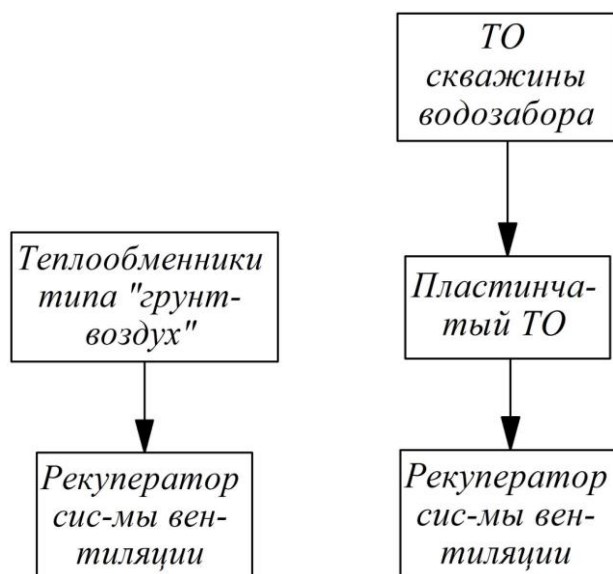 ТО
скважины
водозабора
Теплообменники
типа "грунт-
воздух"
Пластинча-
тый ТО
Рекуператор
сис-мы вен-
тиляции
Рекуператор
сис-мы вен-
тиляции